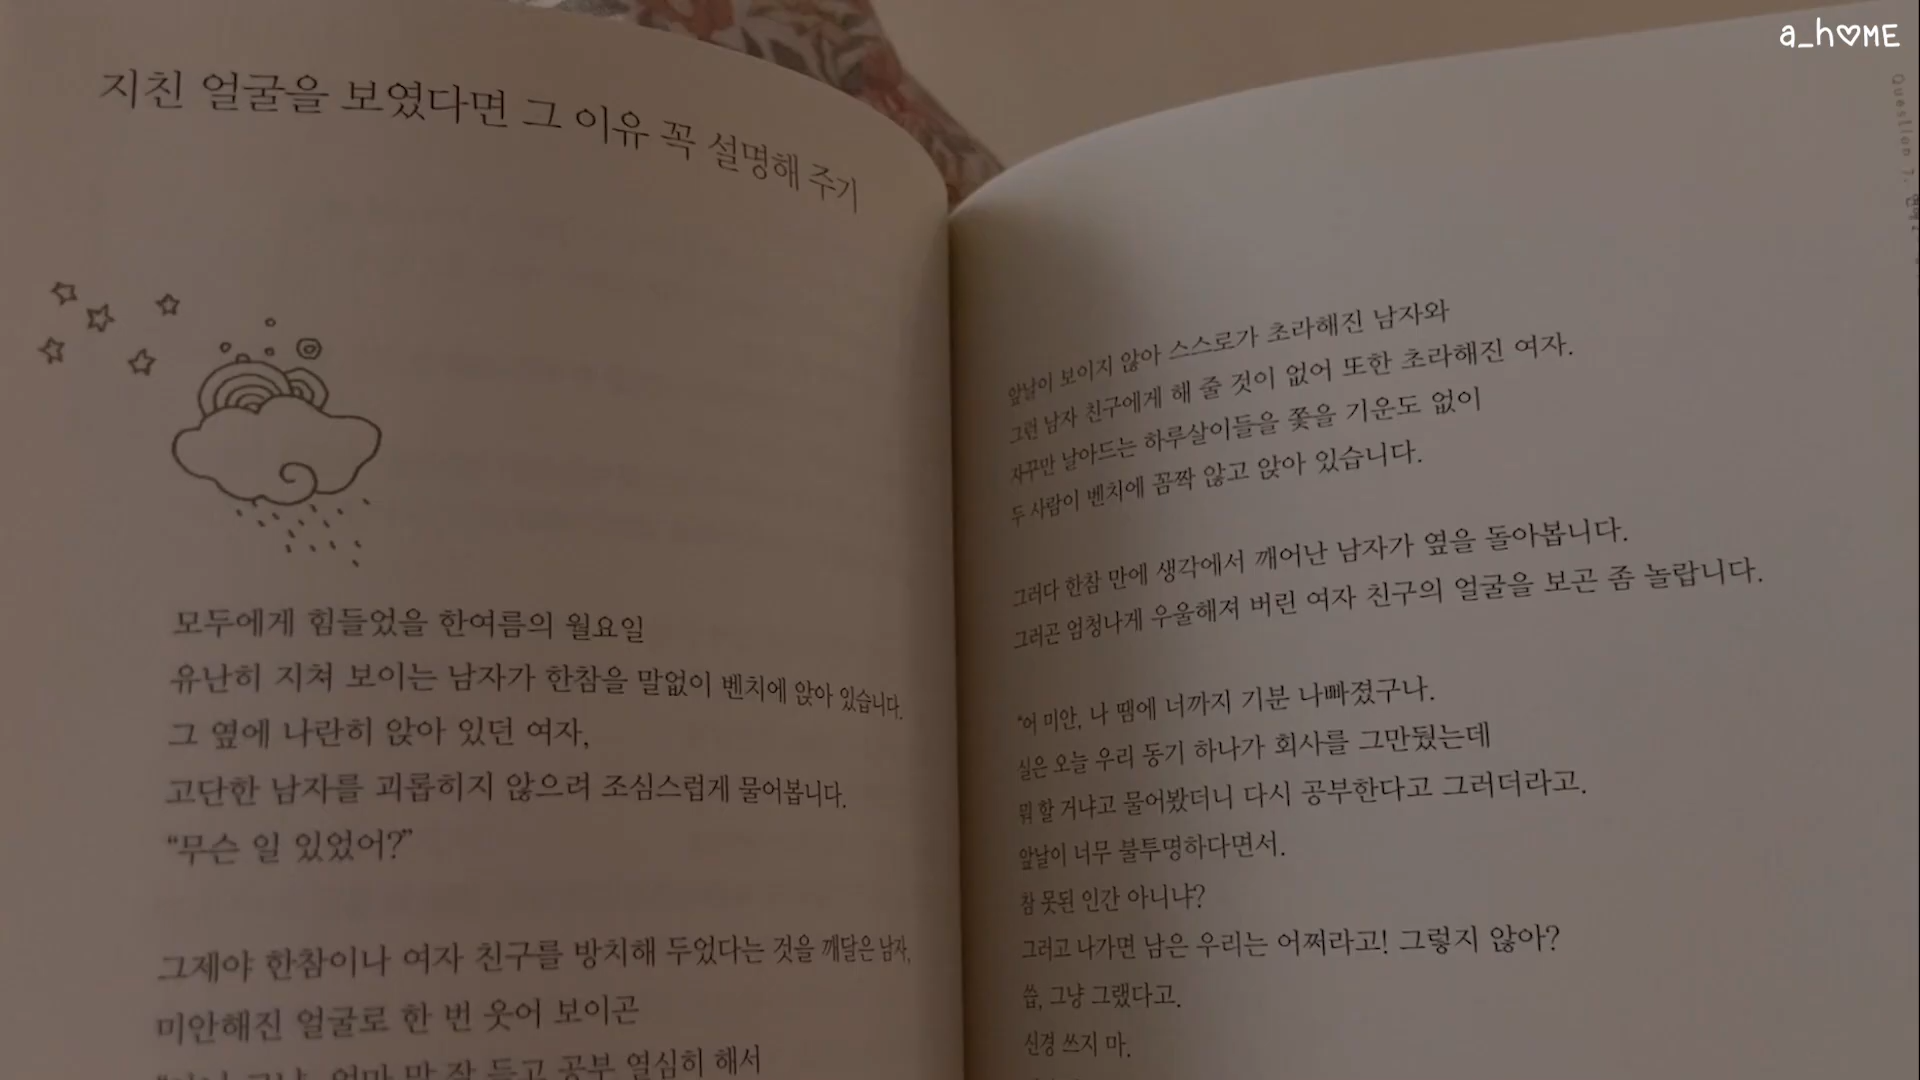 지친 얼굴을 보였다면 그 이유 꼭 설명해 주기
모두에게 힘들었을 한여름의 월요일
유난히 지쳐 보이는 남자가 한참을 말없이 벤치에 앉아 있습니다.
그 옆에 나란히 앉아 있던 여자,
고단한 남자를 괴롭히지 않으려 조심스럽게 물어봅니다.
“무슨 일 있었어?”
그제야 한참이나 여자 친구를 방치해 두었다는 것을 깨달은 남자,
미안해진 얼굴로 한 번 웃어 보이곤
그냥, 엄마 말 잘 듣고 공부 열심히 해서
a_h♡ME
Question 7.
앞날이 보이지 않아 스스로가 초라해진 남자와
그런 남자 친구에게 해 줄 것이 없어 또한 초라해진 여자.
자꾸만 날아드는 하루살이들을 쫓을 기운도 없이
두 사람이 벤치에 꼼짝 않고 앉아 있습니다.
그러다 한참 만에 생각에서 깨어난 남자가 옆을 돌아봅니다.
그러곤 엄청나게 우울해져 버린 여자 친구의 얼굴을 보곤 좀 놀랍니다.
“어 미안, 나 땜에 너까지 기분 나빠졌구나.
실은 오늘 우리 동기 하나가 회사를 그만뒀는데
뭐 할 거냐고 물어봤더니 다시 공부한다고 그러더라고.
앞날이 너무 불투명하다면서.
참 못된 인간 아니냐?
그러고 나가면 남은 우리는 어쩌라고! 그렇지 않아?
씁, 그냥 그랬다고.
신경 쓰지 마.